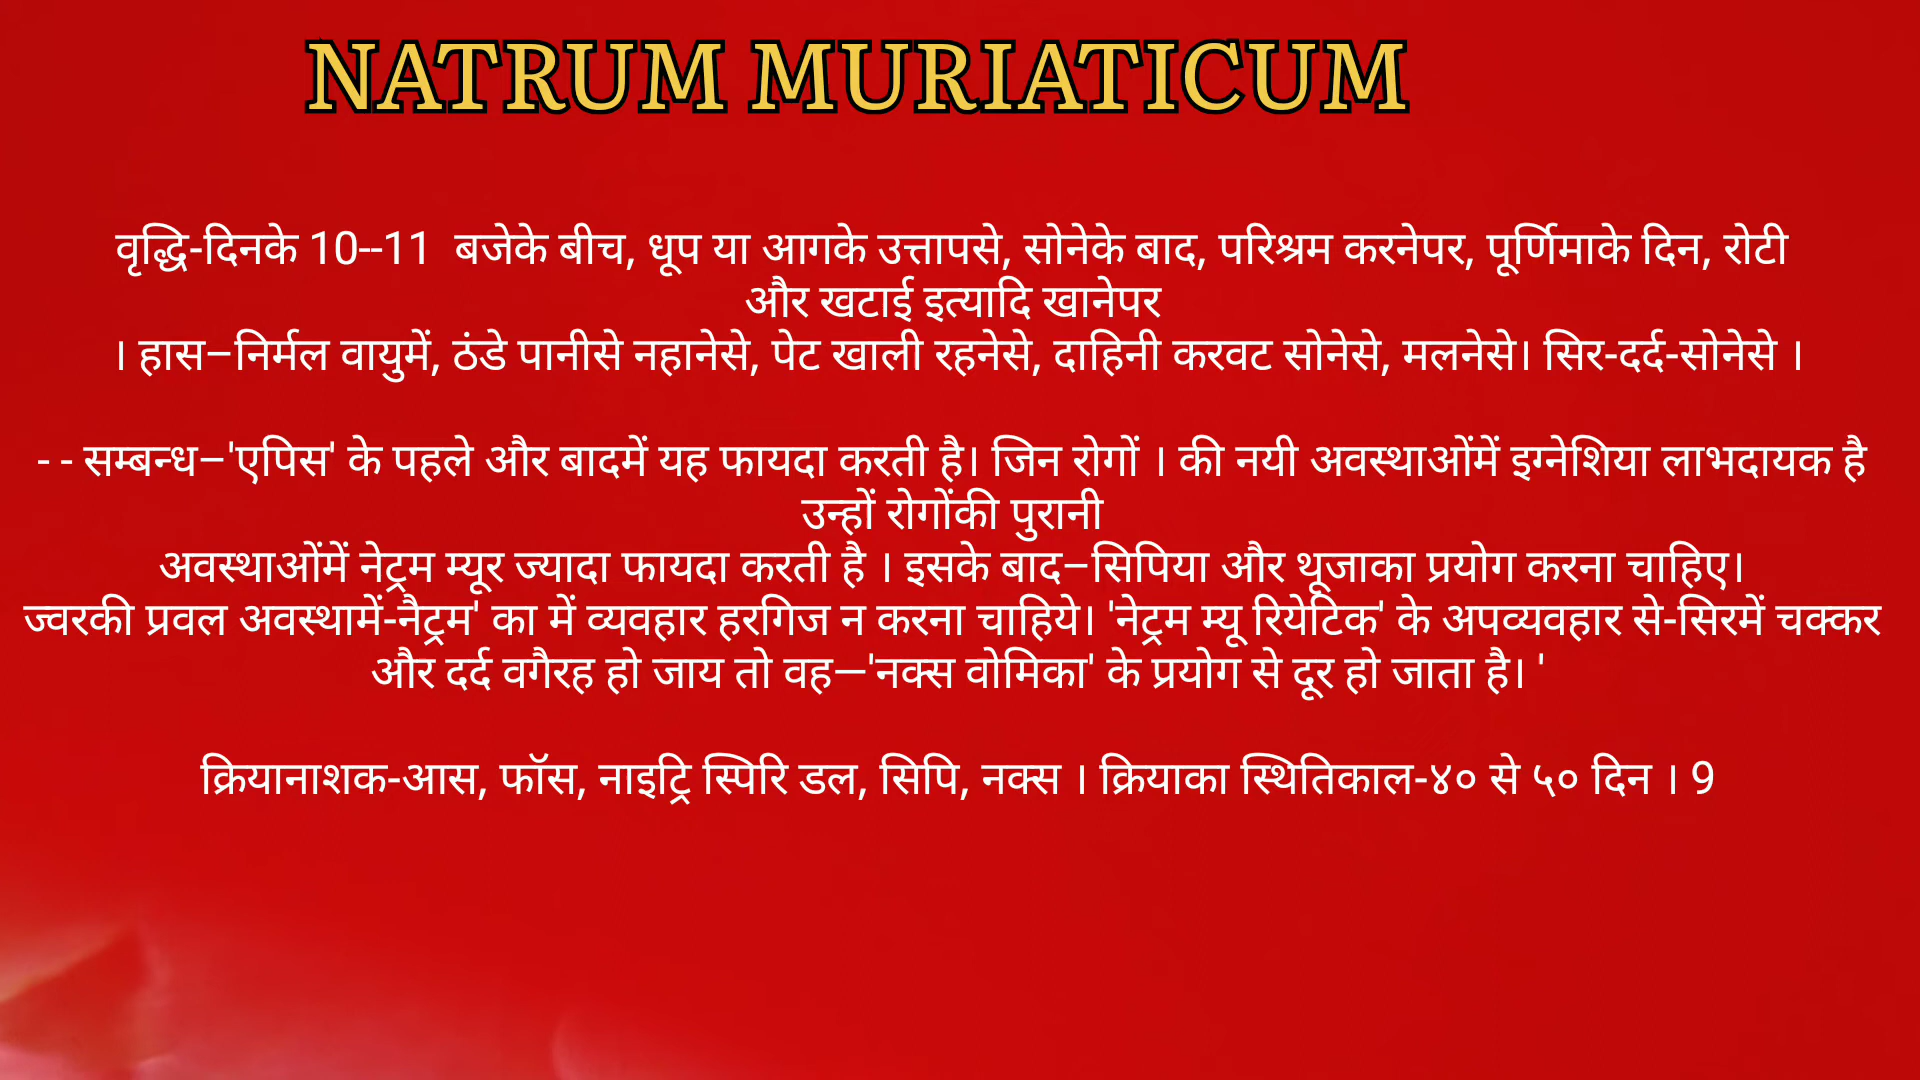 NATRUM MURIATICUM
वृद्धि-दिनके 10--11 बजेके बीच, धूप या आगके उत्तापसे, सोनेके बाद, परिश्रम करनेपर, पूर्णिमाके दिन, रोटी
और खटाई इत्यादि खानेपर
। हास–निर्मल वायुमें, ठंडे पानीसे नहानेसे, पेट खाली रहनेसे, दाहिनी करवट सोनेसे, मलनेसे। सिर-दर्द-सोनेसे ।
- - सम्बन्ध–'एपिस' के पहले और बादमें यह फायदा करती है। जिन रोगों । की नयी अवस्थाओंमें इग्नेशिया लाभदायक है
उन्हों रोगोंकी पुरानी
अवस्थाओंमें नेट्रम म्यूर ज्यादा फायदा करती है । इसके बाद–सिपिया और थूजाका प्रयोग करना चाहिए।
ज्वरकी प्रवल अवस्थामें-नैट्रम' का में व्यवहार हरगिज न करना चाहिये। 'नेट्रम म्यू रियेटिक' के अपव्यवहार से-सिरमें चक्कर
और दर्द वगैरह हो जाय तो वह—'नक्स वोमिका' के प्रयोग से दूर हो जाता है। '
क्रियानाशक-आस, फॉस, नाइट्रि स्पिरि डल, सिपि, नक्स । क्रियाका स्थितिकाल-४० से ५० दिन । 9